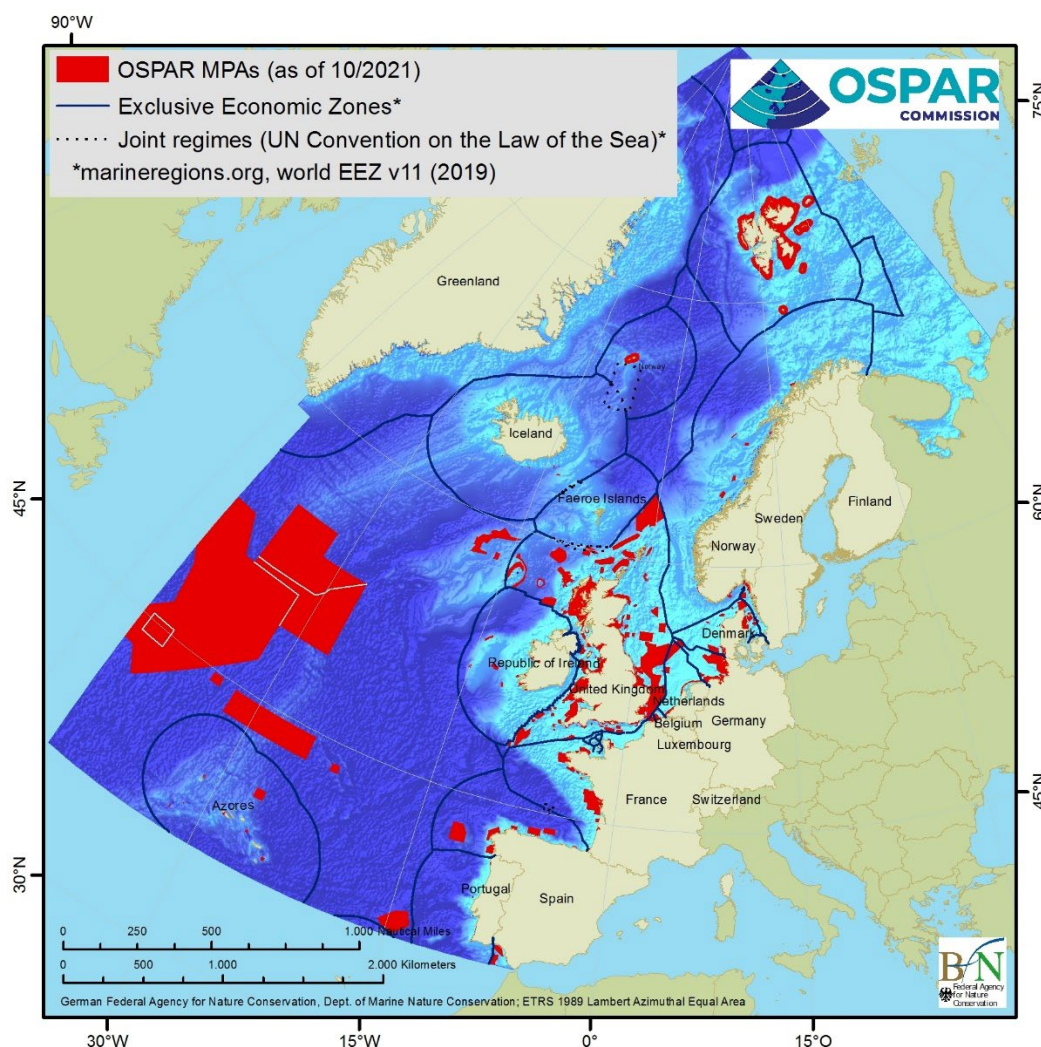 90°W
OSPAR MPAs (as of 10/2021)
Exclusive Economic Zones*
Joint regimes (UN Convention on the Law of the Sea)*
*marineregions.org, world EEZ v11 (2019)
OSPAR
COMMISSION
75°N
Greenland
Norway
Iceland
45°N
Faeroe Islands
Finland
60°N
Sweden
Norway
Denmark
Republic of Ireland
United Kingdom
Netherlands
Belgium
Germany
Luxembourg
Azores
France
Switzerland
45°N
30°N
Portugal
Spain
0 250 500 1.000 Nautical Miles
0 500 1.000 2.000 Kilometers
German Federal Agency for Nature Conservation, Dept. of Marine Nature Conservation; ETRS 1989 Lambert Azimuthal Equal Area
BfN
Federal Agency
for Nature
Conservation
30°W
15°W
0°
15°O